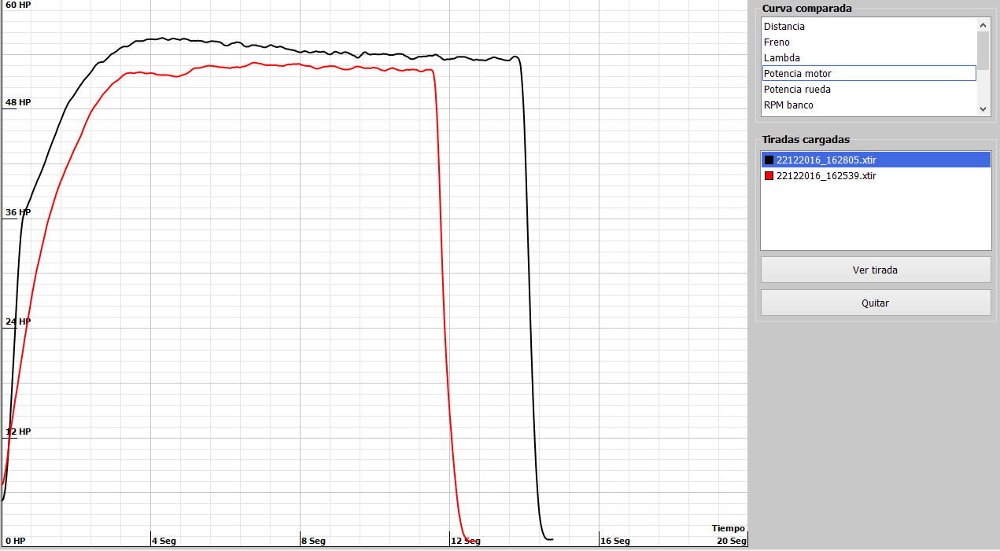 60 HP
48 HP
36 HP
24 HP
12 HP
0 HP
4 Seg
8 Seg
12 Seg
16 Seg
20 Seg
Tiempo
Curva comparada
Distancia
Freno
Lambda
Potencia motor
Potencia rueda
RPM banco
Tiradas cargadas
22122016_162805.xtir
22122016_162539.xtir
Ver tirada
Quitar